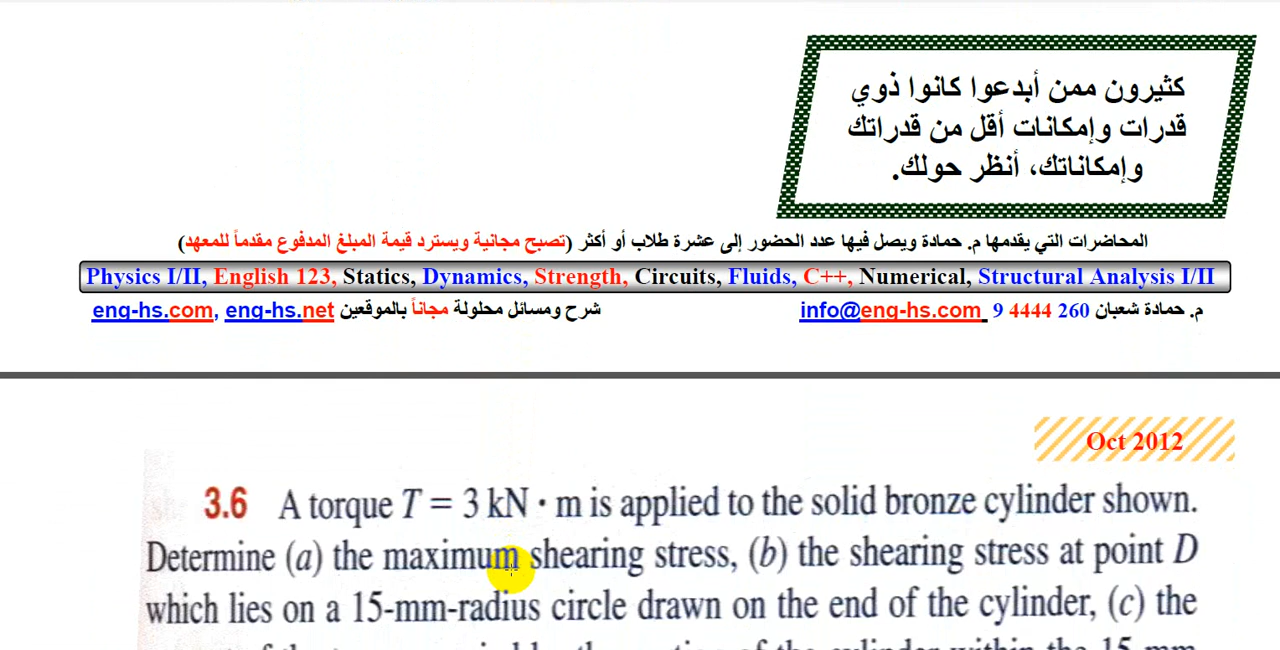 كثيرون ممن أبدعوا كانوا ذوي
قدرات وإمكانات أقل من قدراتك
وإمكاناتك، أنظر حولك.
المحاضرات التي يقدمها م. حمادة ويصل فيها عدد الحضور إلى عشرة طلاب أو أكثر (تصبح مجانية ويسترد قيمة المبلغ المدفوع مقدماً للمعهد)
Physics I/II, English 123, Statics, Dynamics, Strength, Circuits, Fluids, C++, Numerical, Structural Analysis I/II
م. حمادة شعبان 260 4444 9 info@eng-hs.com شرح ومسائل محلولة مجاناً بالموقعين eng-hs.com, eng-hs.net
Oct 2012
3.6 A torque T = 3 kN · m is applied to the solid bronze cylinder shown.
Determine (a) the maximum shearing stress, (b) the shearing stress at point D
which lies on a 15-mm-radius circle drawn on the end of the cylinder, (c) the